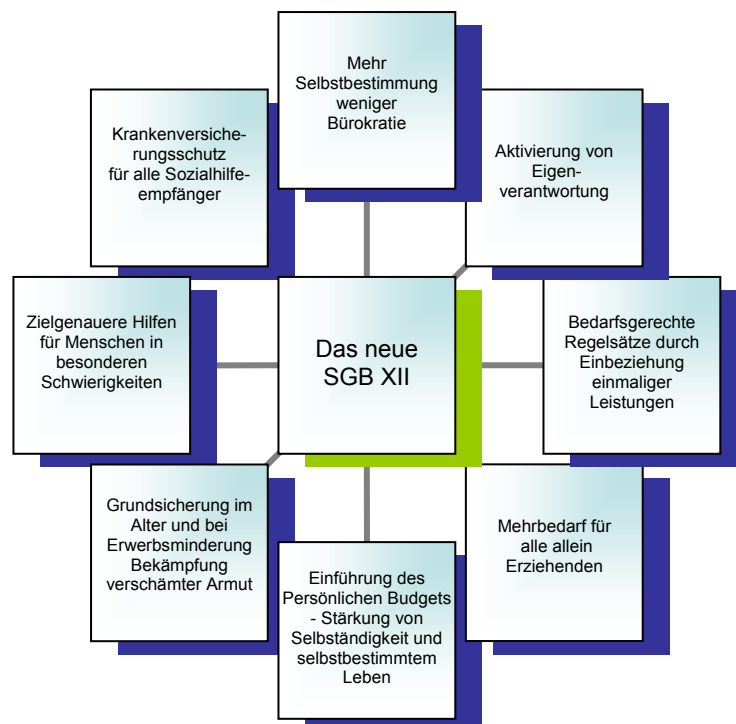 Mehr
Selbstbestimmung
weniger
Bürokratie
Aktivierung von
Eigen-
verantwortung
Bedarfsgerechte
Regelsätze durch
Einbeziehung
einmaliger
Leistungen
Mehrbedarf für
alle allein
Erziehenden
Einführung des
Persönlichen Budgets
- Stärkung von
Selbständigkeit und
selbstbestimmtem
Leben
Grundsicherung im
Alter und bei
Erwerbsminderung
Bekämpfung
verschämter Armut
Zielgenauere Hilfen
für Menschen in
besonderen
Schwierigkeiten
Krankenversiche-
rungsschutz
für alle Sozialhilfe-
empfänger
Das neue
SGB XII